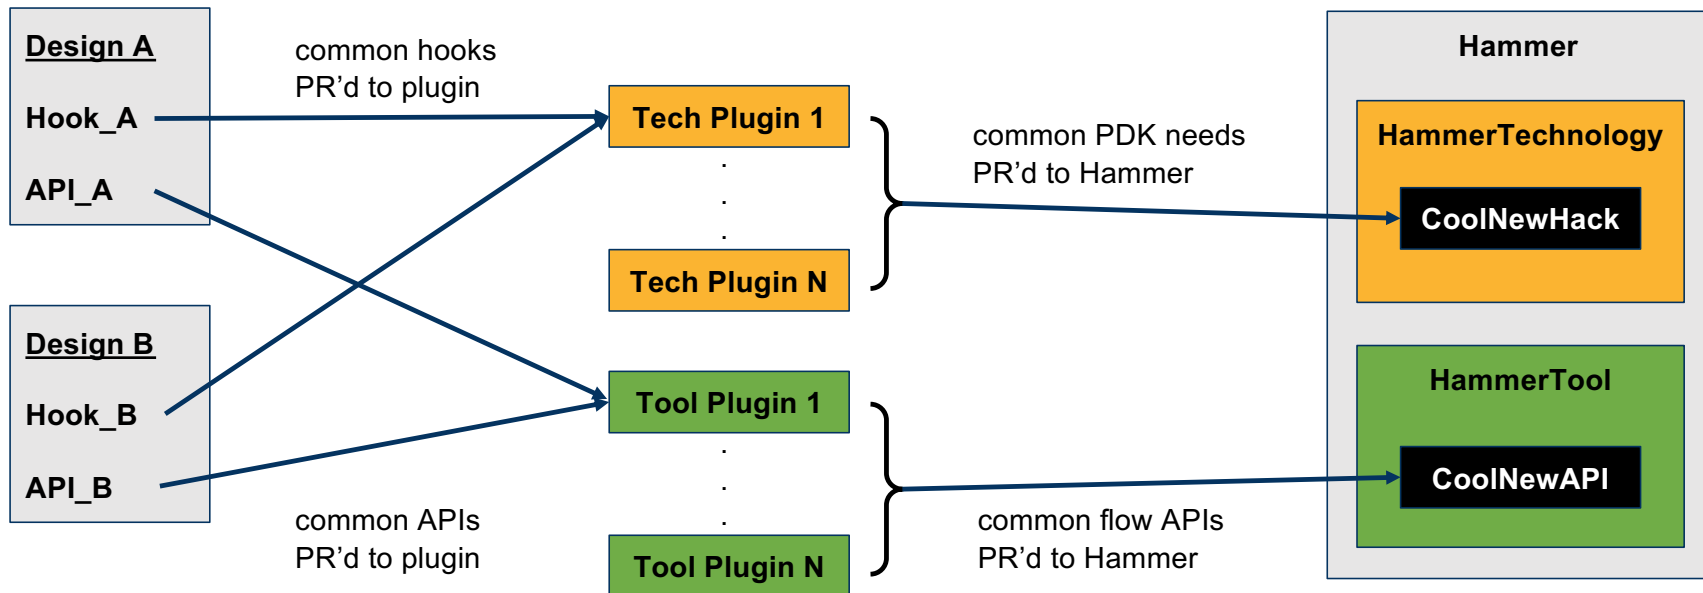 Design A
Hook_A
API_A
Design B
Hook_B
API_B
common hooks
PR’d to plugin
common APIs
PR’d to plugin
Tech Plugin 1
.
.
.
Tech Plugin N
Tool Plugin 1
.
.
.
Tool Plugin N
common PDK needs
PR’d to Hammer
common flow APIs
PR’d to Hammer
Hammer
HammerTechnology
CoolNewHack
HammerTool
CoolNewAPI